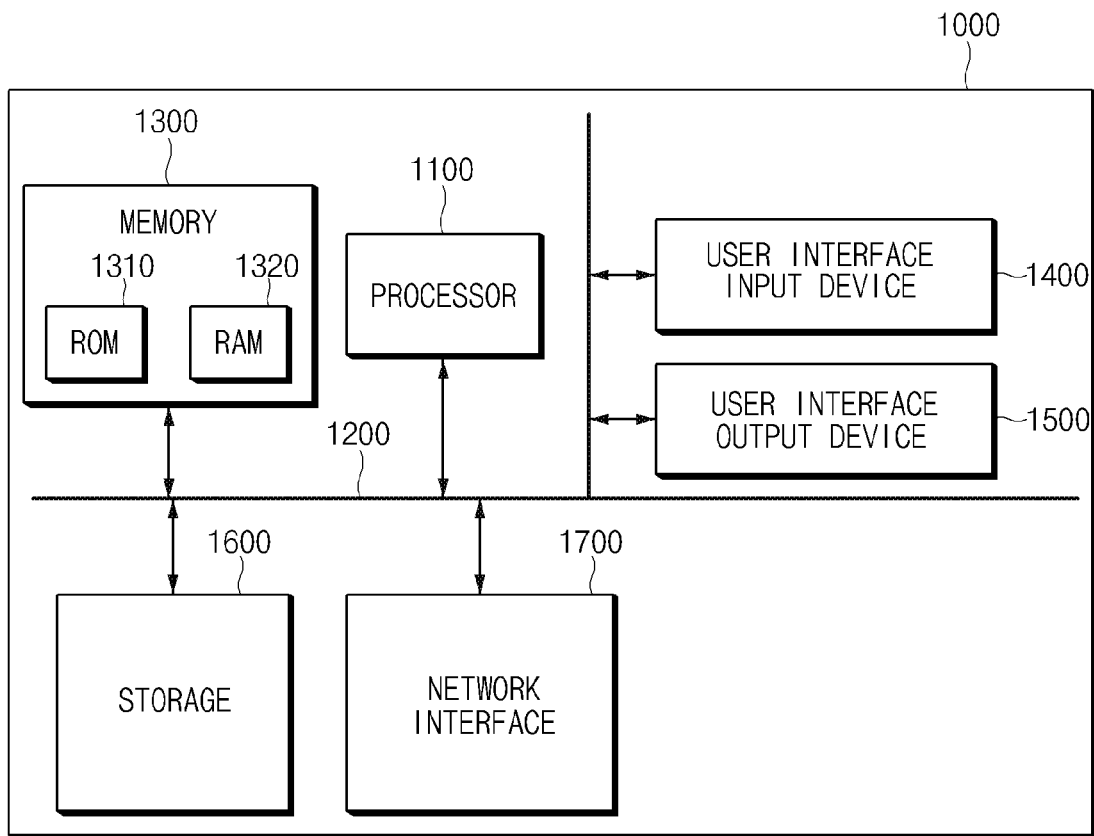 1000
1300
MEMORY
1310
1320
ROM
RAM
1100
PROCESSOR
USER INTERFACE
INPUT DEVICE
1400
USER INTERFACE
OUTPUT DEVICE
1500
1200
1600
STORAGE
1700
NETWORK
INTERFACE